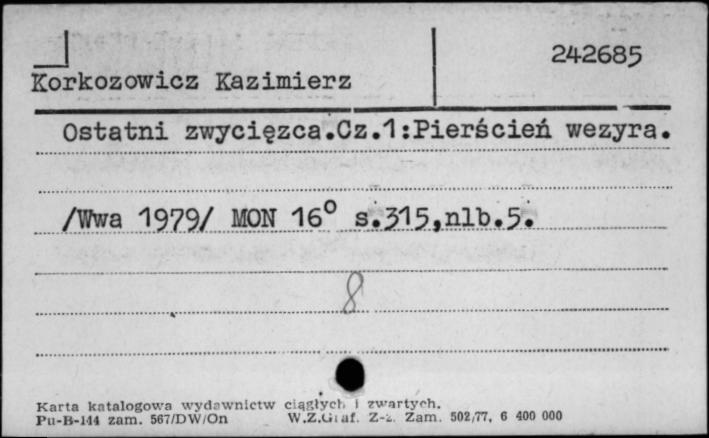 242685
Korkozowicz Kazimierz
Ostatni zwycięzca.Cz.1:Pierścień wezyra.
/Wwa 1979/ MON 16° s.315,nlb.5.
8
Karta katalogowa wydawnictw ciągłych i zwartych.
Pu-B-144 zam. 567/DW/On W.Z.Graf. Z-2. Zam. 502/77, 6 400 000